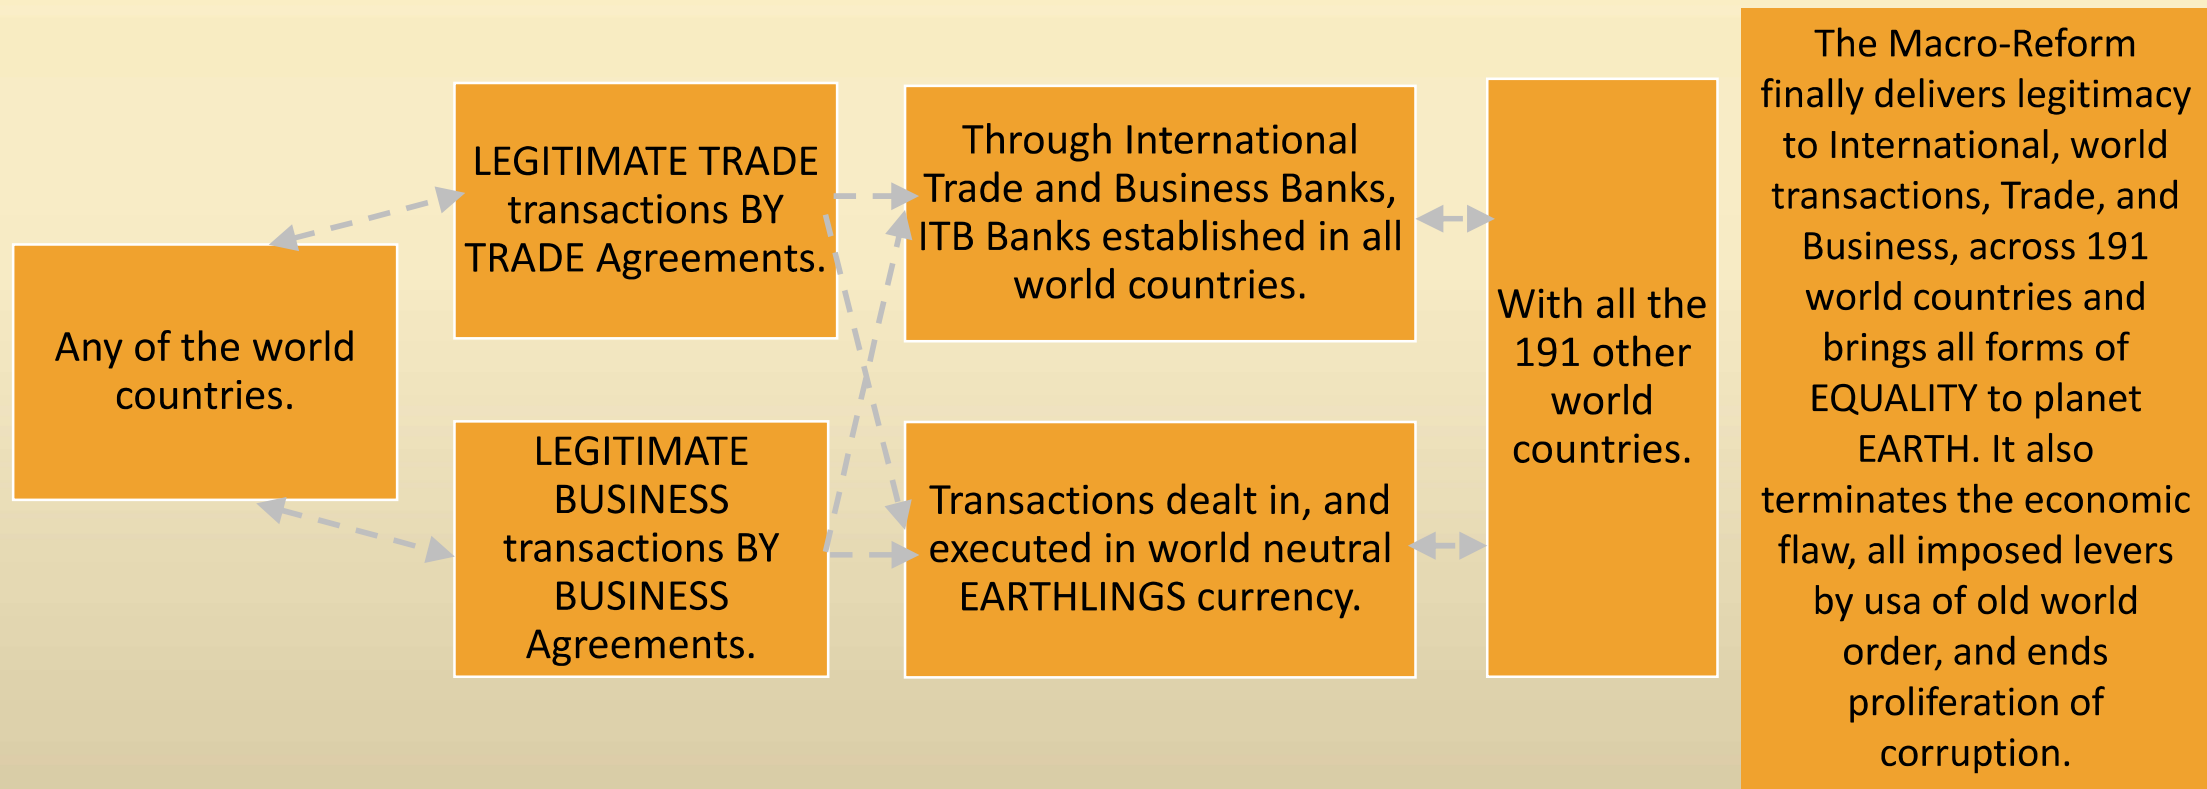 Any of the world
countries.
LEGITIMATE TRADE
transactions BY
TRADE Agreements.
LEGITIMATE
BUSINESS
transactions BY
BUSINESS
Agreements.
Through International
Trade and Business Banks,
ITB Banks established in all
world countries.
Transactions dealt in, and
executed in world neutral
EARTHLINGS currency.
With all the
191 other
world
countries.
The Macro-Reform
finally delivers legitimacy
to International, world
transactions, Trade, and
Business, across 191
world countries and
brings all forms of
EQUALITY to planet
EARTH. It also
terminates the economic
flaw, all imposed levers
by usa of old world
order, and ends
proliferation of
corruption.